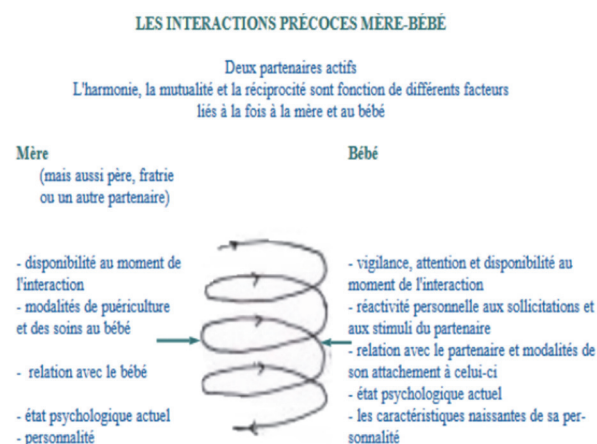 LES INTERACTIONS PRÉCOCES MÈRE-BÉBÉ
Deux partenaires actifs
L'harmonie, la mutualité et la réciprocité sont fonction de différents facteurs
liés à la fois à la mère et au bébé
Mère
(mais aussi père, fratrie
ou un autre partenaire)
- disponibilité au moment de
l'interaction
- modalités de puériculture
et des soins au bébé
- relation avec le bébé
- état psychologique actuel
- personnalité
Bébé
- vigilance, attention et disponibilité au
moment de l'interaction
- réactivité personnelle aux sollicitations et
aux stimuli du partenaire
- relation avec le partenaire et modalités de
son attachement à celui-ci
- état psychologique actuel
- les caractéristiques naissantes de sa per-
sonnalité